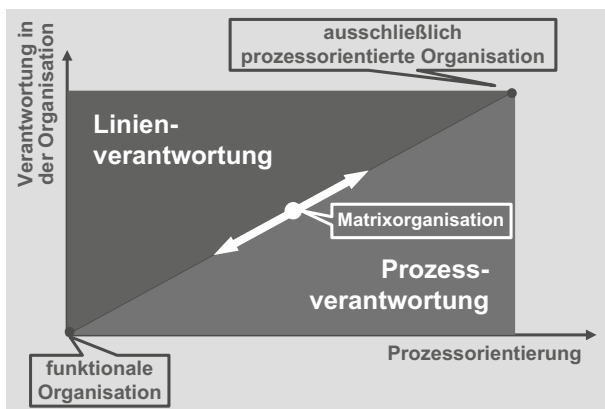 ausschließlich
prozessorientierte Organisation
Verantwortung in
der Organisation
Linien-
verantwortung
Matrixorganisation
Prozess-
verantwortung
Prozessorientierung
funktionale
Organisation